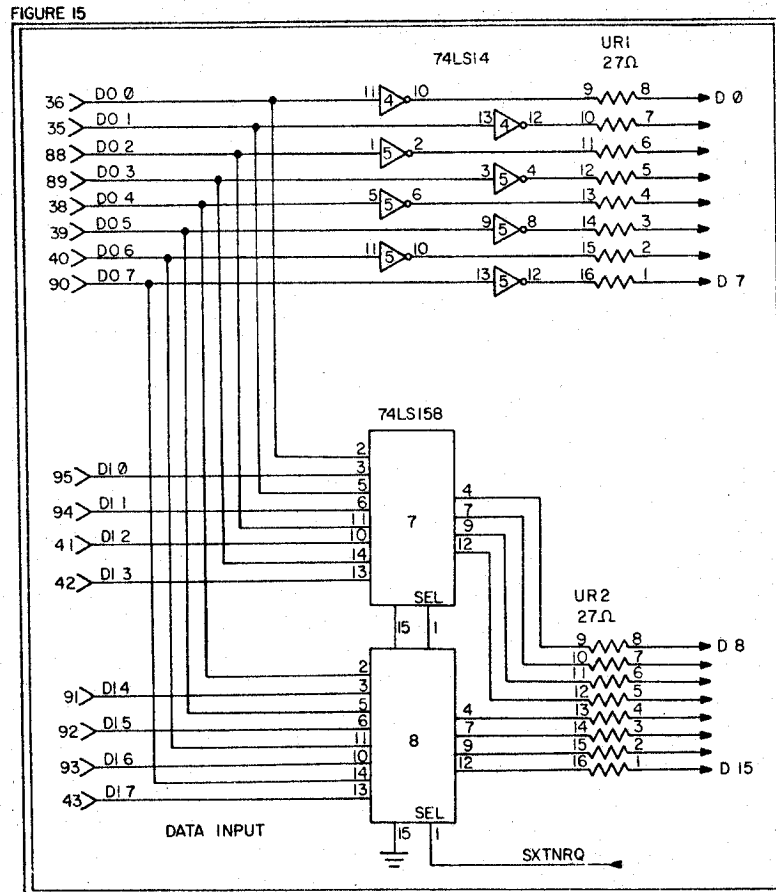 FIGURE 15
74LS14
UR1
27Ω
36 DO 0 11 4 10 9 8 D 0
35 DO 1 13 4 12 10 7
88 DO 2 1 5 2 11 6
89 DO 3 3 5 4 12 5
38 DO 4 5 5 6 13 4
39 DO 5 9 5 8 14 3
40 DO 6 11 5 10 15 2
90 DO 7 13 5 12 16 1 D 7
74LS158
2
95 DI 0 3
5 4
94 DI 1 6 7
11 7 9
41 DI 2 10 12
14
42 DI 3 13
SEL
UR2
27Ω
15 1
9 8 D 8
2 10 7
91 DI 4 3 11 6
5 12 5
92 DI 5 6 4 13 4
11 7 14 3
93 DI 6 10 8 9 15 2
14 12 16 1 D 15
43 DI 7 13
SEL
DATA INPUT
15 1
SXTNRQ